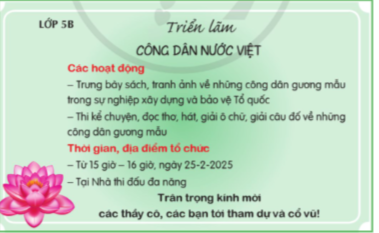 LỚP 5B
Triển lãm
CÔNG DÂN NƯỚC VIỆT
Các hoạt động
– Trưng bày sách, tranh ảnh về những công dân gương mẫu
trong sự nghiệp xây dựng và bảo vệ Tổ quốc
– Thi kể chuyện, đọc thơ, hát, giải ô chữ, giải câu đố về những
công dân gương mẫu
Thời gian, địa điểm tổ chức
– Từ 15 giờ – 16 giờ, ngày 25-2-2025
– Tại Nhà thi đấu đa năng
Trân trọng kính mời
các thầy cô, các bạn tới tham dự và cổ vũ!